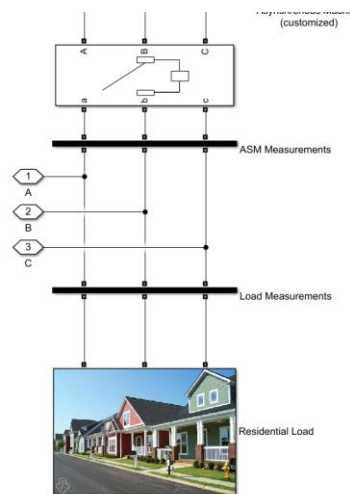 (customized)
A
B
C
a
b
c
ASM Measurements
1
A
2
B
3
C
Load Measurements
Residential Load